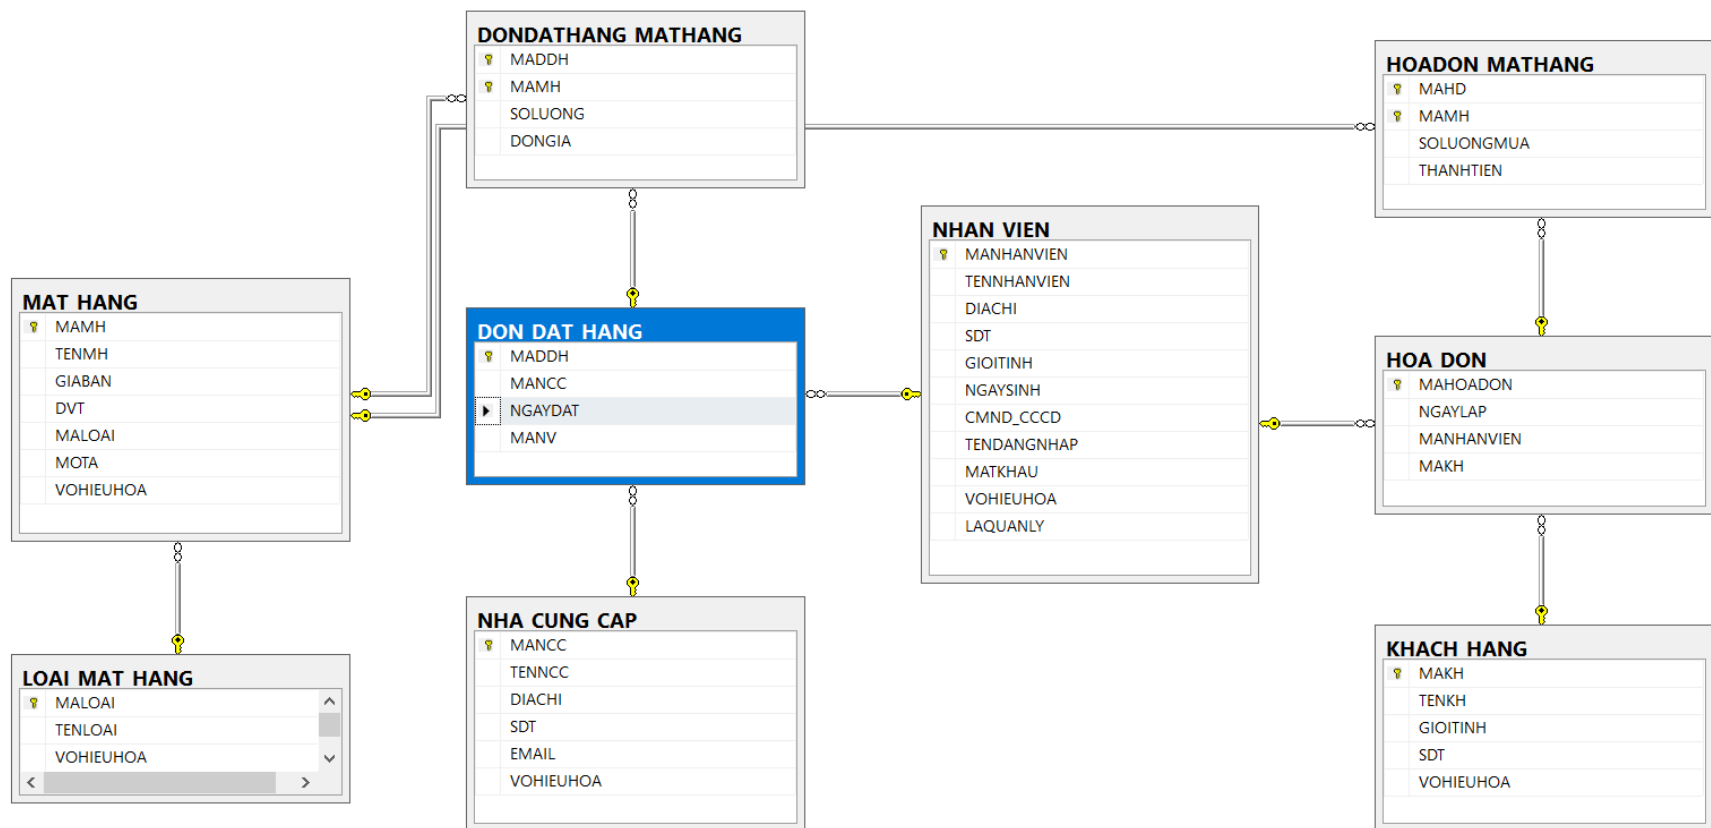 DONDATHANG MATHANG
MADDH
MAMH
SOLUONG
DONGIA
HOADON MATHANG
MAHD
MAMH
SOLUONGMUA
THANHTIEN
NHAN VIEN
MANHANVIEN
TENNHANVIEN
DIACHI
SDT
GIOITINH
NGAYSINH
CMND_CCCD
TENDANGNHAP
MATKHAU
VOHIEUHOA
LAQUANLY
MAT HANG
MAMH
TENMH
GIABAN
DVT
MALOAI
MOTA
VOHIEUHOA
DON DAT HANG
MADDH
MANCC
NGAYDAT
MANV
HOA DON
MAHOADON
NGAYLAP
MANHANVIEN
MAKH
LOAI MAT HANG
MALOAI
TENLOAI
VOHIEUHOA
NHA CUNG CAP
MANCC
TENNCC
DIACHI
SDT
EMAIL
VOHIEUHOA
KHACH HANG
MAKH
TENKH
GIOITINH
SDT
VOHIEUHOA